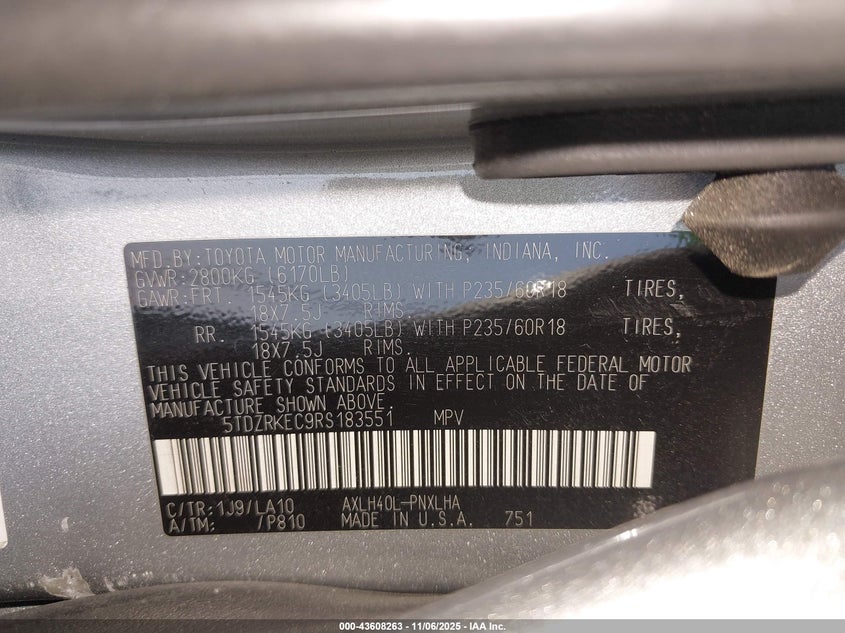 MFD.BY:TOYOTA MOTOR MANUFACTURING, INDIANA, INC.
GVWR:2800KG (6170LB)
GAWR:FRT. 1545KG (3405LB) WITH P235/60R18 TIRES,
18X7.5J RIMS.
RR. 1545KG (3405LB) WITH P235/60R18 TIRES,
18X7.5J RIMS.
THIS VEHICLE CONFORMS TO ALL APPLICABLE FEDERAL MOTOR
VEHICLE SAFETY STANDARDS IN EFFECT ON THE DATE OF
MANUFACTURE SHOWN ABOVE.
5TDZRKEC9RS183551 MPV
C/TR:1J9/LA10 AXLH40L-PNXLHA
A/TM: /P810 MADE IN U.S.A. 751
000-43608263 - 11/06/2025 - IAA Inc.